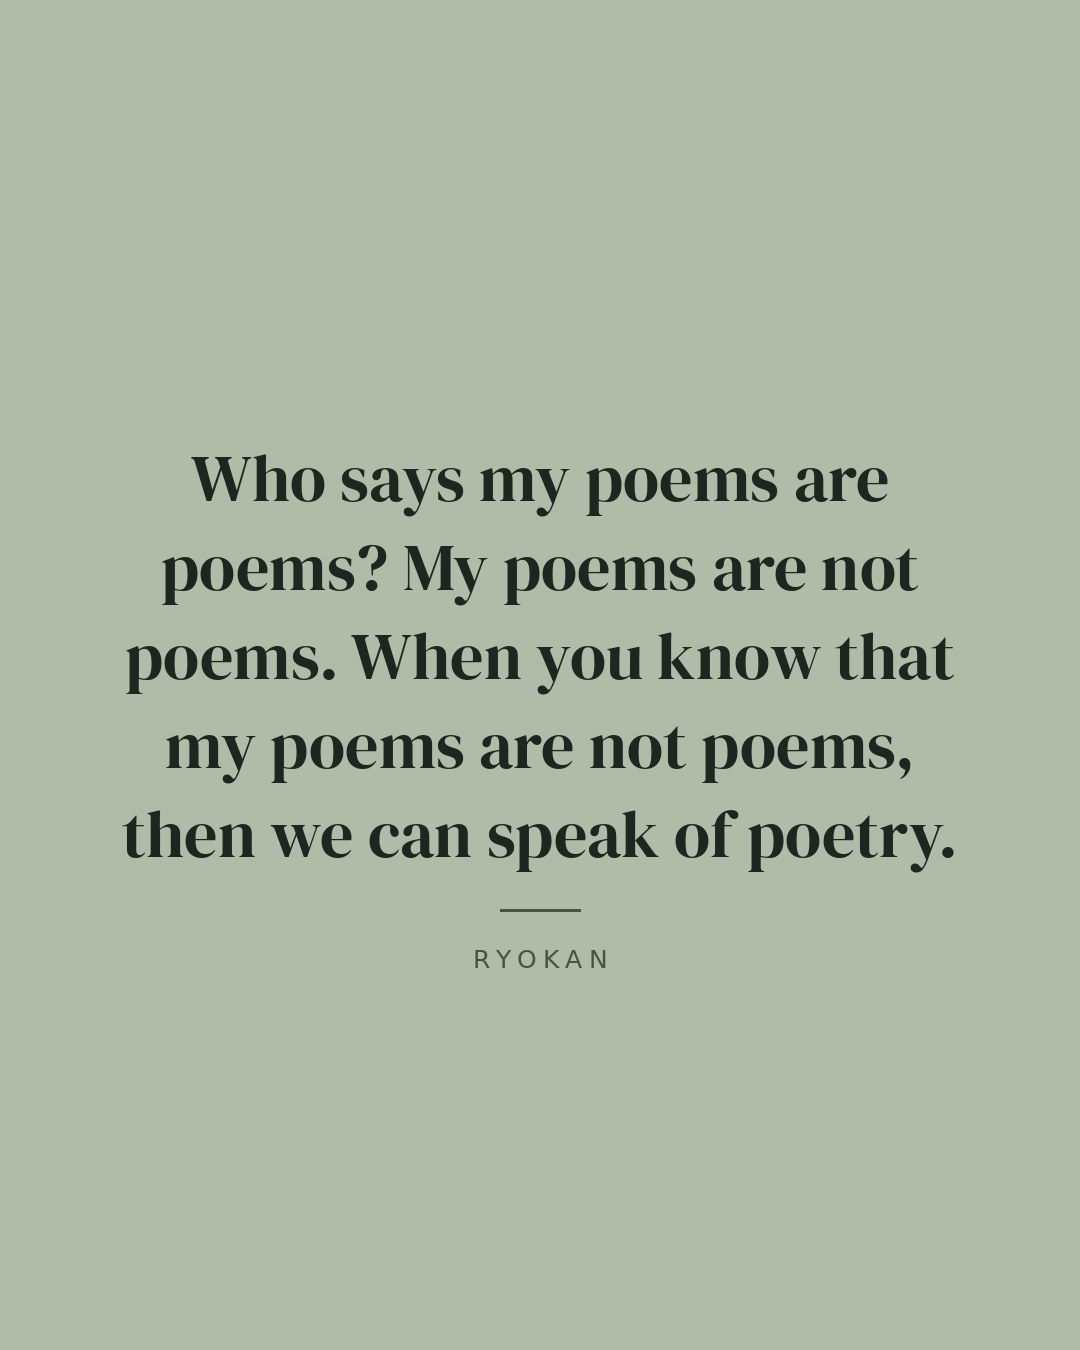 Who says my poems are
poems? My poems are not
poems. When you know that
my poems are not poems,
then we can speak of poetry.
RYOKAN